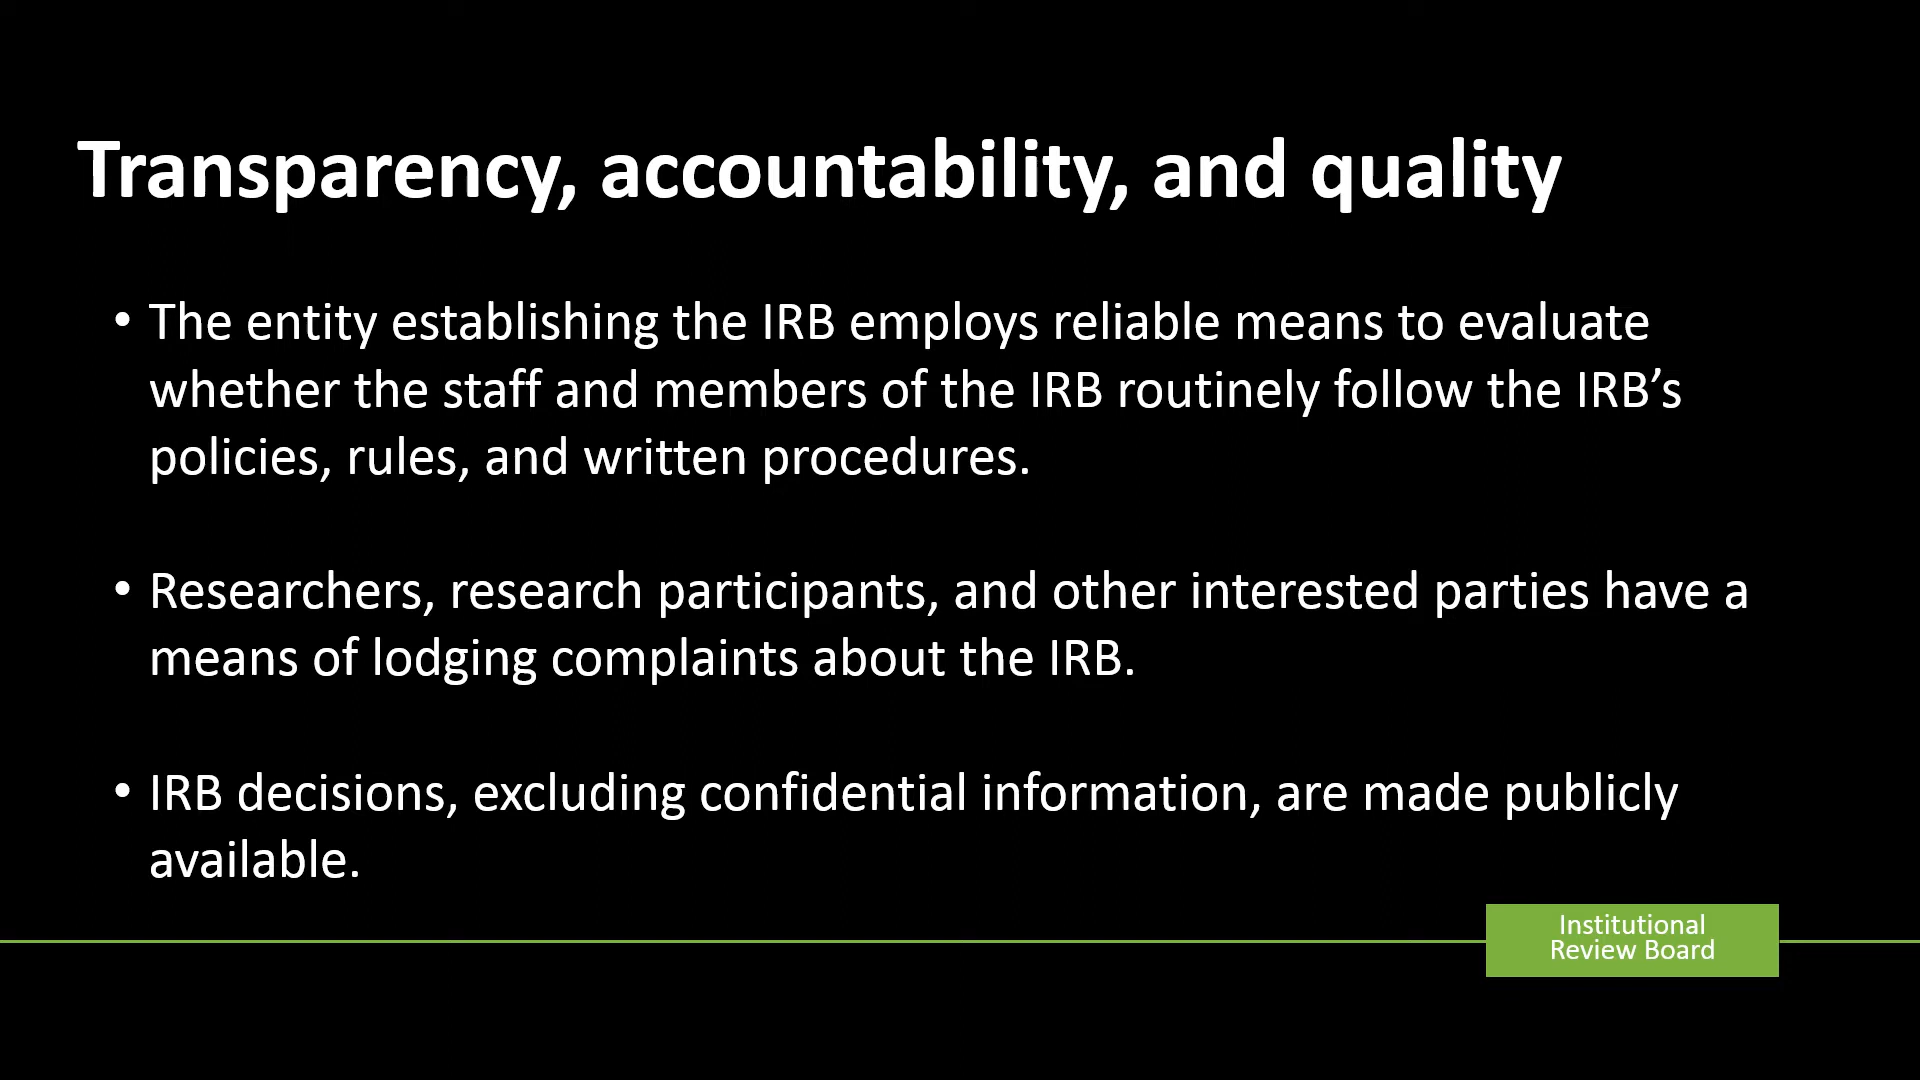 Transparency, accountability, and quality
• The entity establishing the IRB employs reliable means to evaluate
whether the staff and members of the IRB routinely follow the IRB’s
policies, rules, and written procedures.
• Researchers, research participants, and other interested parties have a
means of lodging complaints about the IRB.
• IRB decisions, excluding confidential information, are made publicly
available.
Institutional
Review Board